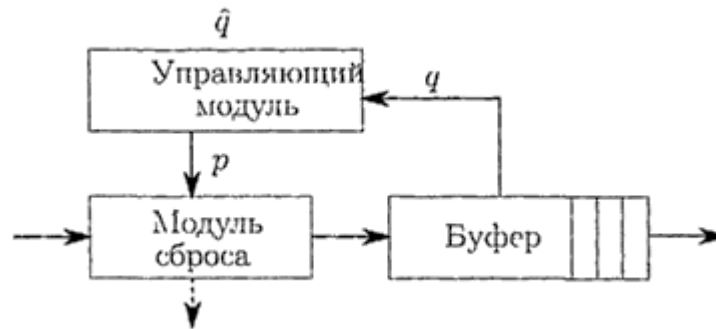 q̂
Управляющий
модуль
q
p
Модуль
сброса
Буфер